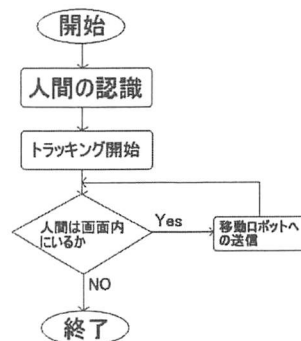 開始
人間の認識
トラッキング開始
人間は画面内
にいるか
Yes
移動ロボットへ
の送信
NO
終了